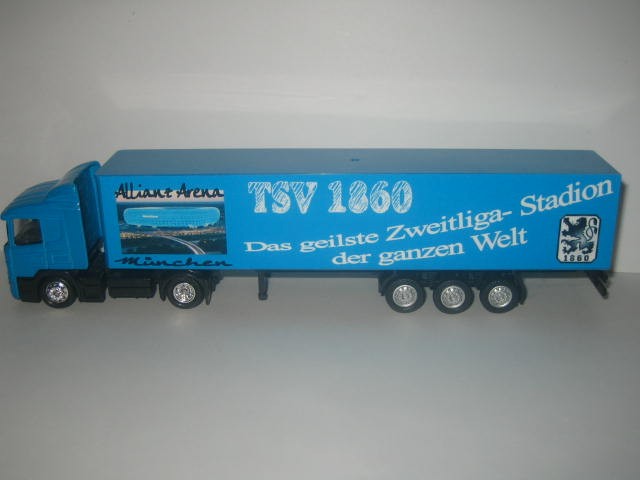 Allianz Arena
München
TSV 1860
Das geilste Zweitliga- Stadion
der ganzen Welt
1860